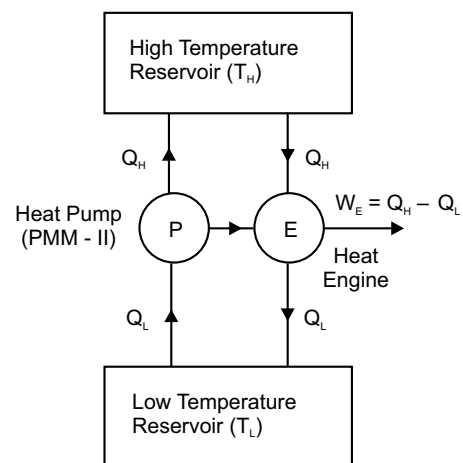 High Temperature
Reservoir (T_H)
Q_H
Q_H
Heat Pump
(PMM - II)
P
E
W_E = Q_H – Q_L
Heat
Engine
Q_L
Q_L
Low Temperature
Reservoir (T_L)